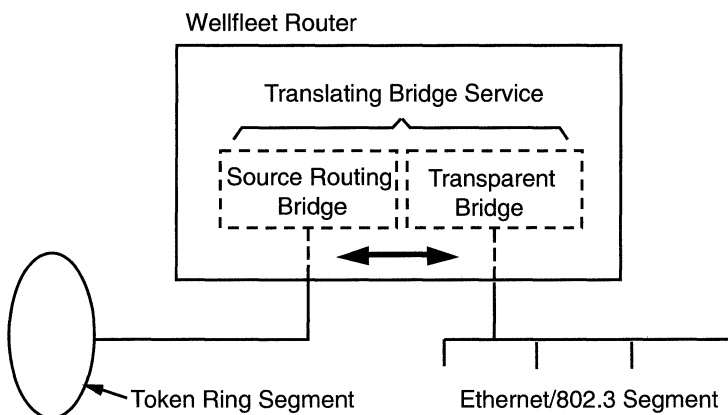 Wellfleet Router
Translating Bridge Service
Source Routing
Bridge
Transparent
Bridge
Token Ring Segment
Ethernet/802.3 Segment